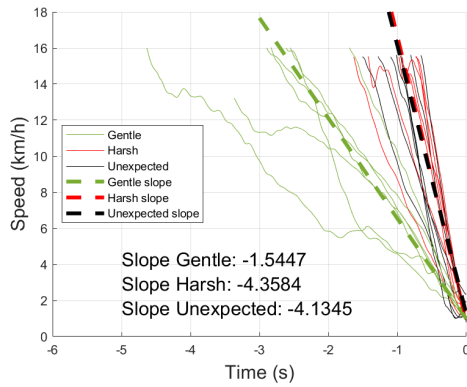 18
16
14
12
10
8
6
4
2
0
Speed (km/h)
Gentle
Harsh
Unexpected
Gentle slope
Harsh slope
Unexpected slope
Slope Gentle: -1.5447
Slope Harsh: -4.3584
Slope Unexpected: -4.1345
-6 -5 -4 -3 -2 -1 0
Time (s)